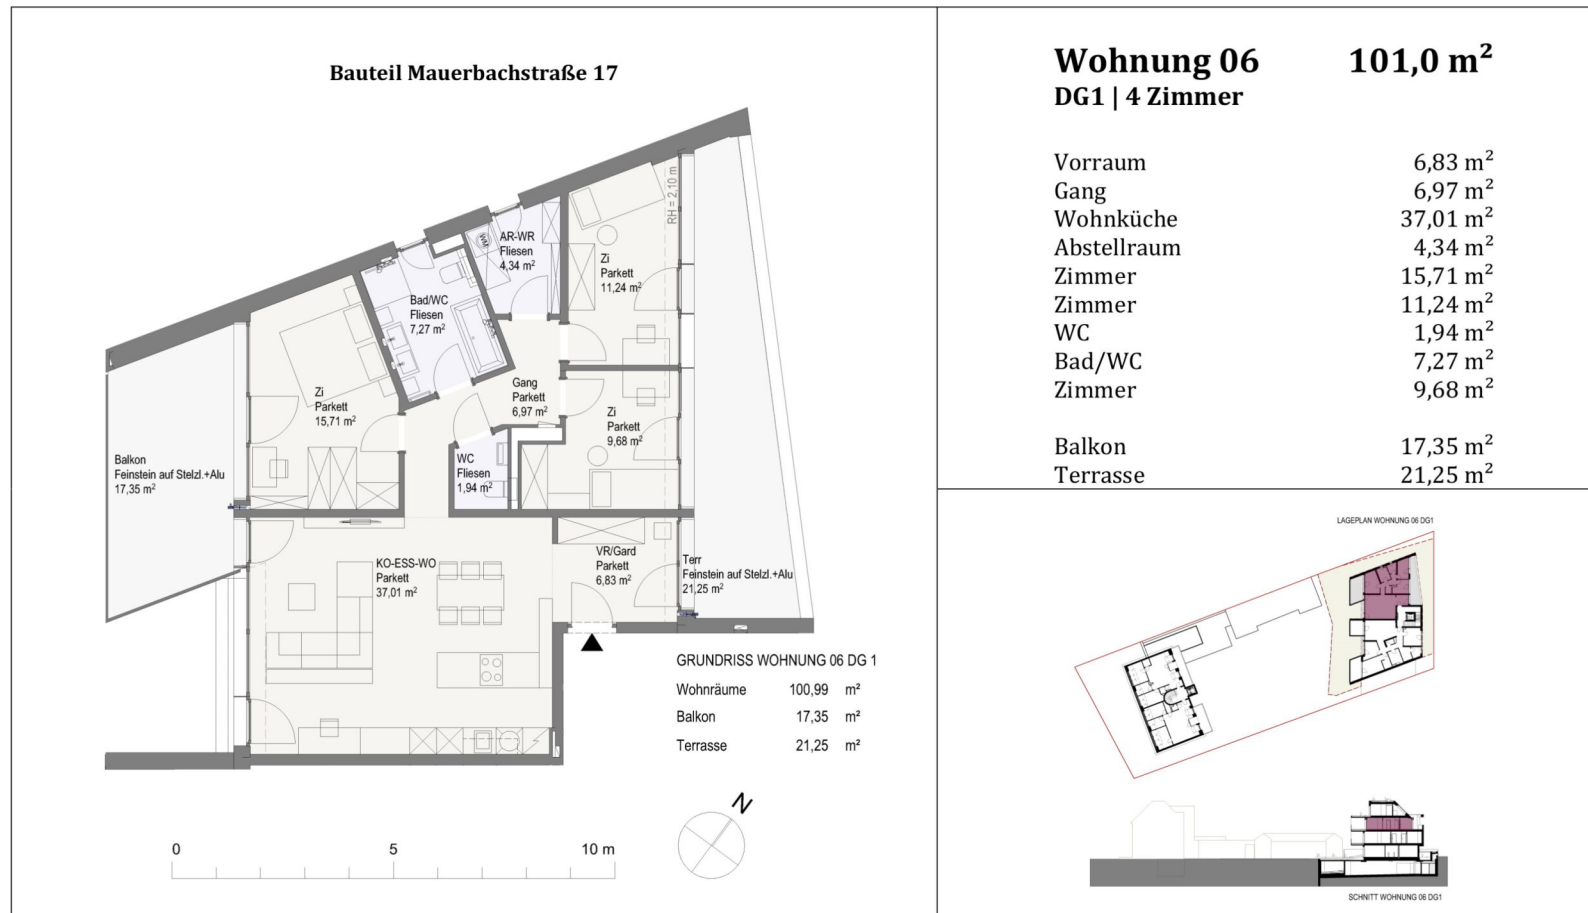 Bauteil Mauerbachstraße 17
Wohnung 06 101,0 m²
DG1 | 4 Zimmer
Vorraum 6,83 m²
Gang 6,97 m²
Wohnküche 37,01 m²
Abstellraum 4,34 m²
Zimmer 15,71 m²
Zimmer 11,24 m²
WC 1,94 m²
Bad/WC 7,27 m²
Zimmer 9,68 m²
Balkon 17,35 m²
Terrasse 21,25 m²
RH = 2,10 m
WM
AR-WR
Fliesen
4,34 m²
Zi
Parkett
11,24 m²
Bad/WC
Fliesen
7,27 m²
Zi
Parkett
15,71 m²
Gang
Parkett
6,97 m²
Zi
Parkett
9,68 m²
WC
Fliesen
1,94 m²
Balkon
Feinstein auf Stelzl.+Alu
17,35 m²
KO-ESS-WO
Parkett
37,01 m²
VR/Gard
Parkett
6,83 m²
Terr
Feinstein auf Stelzl.+Alu
21,25 m²
GRUNDRISS WOHNUNG 06 DG 1
Wohnräume 100,99 m²
Balkon 17,35 m²
Terrasse 21,25 m²
N
0 5 10 m
LAGEPLAN WOHNUNG 06 DG1
SCHNITT WOHNUNG 06 DG1